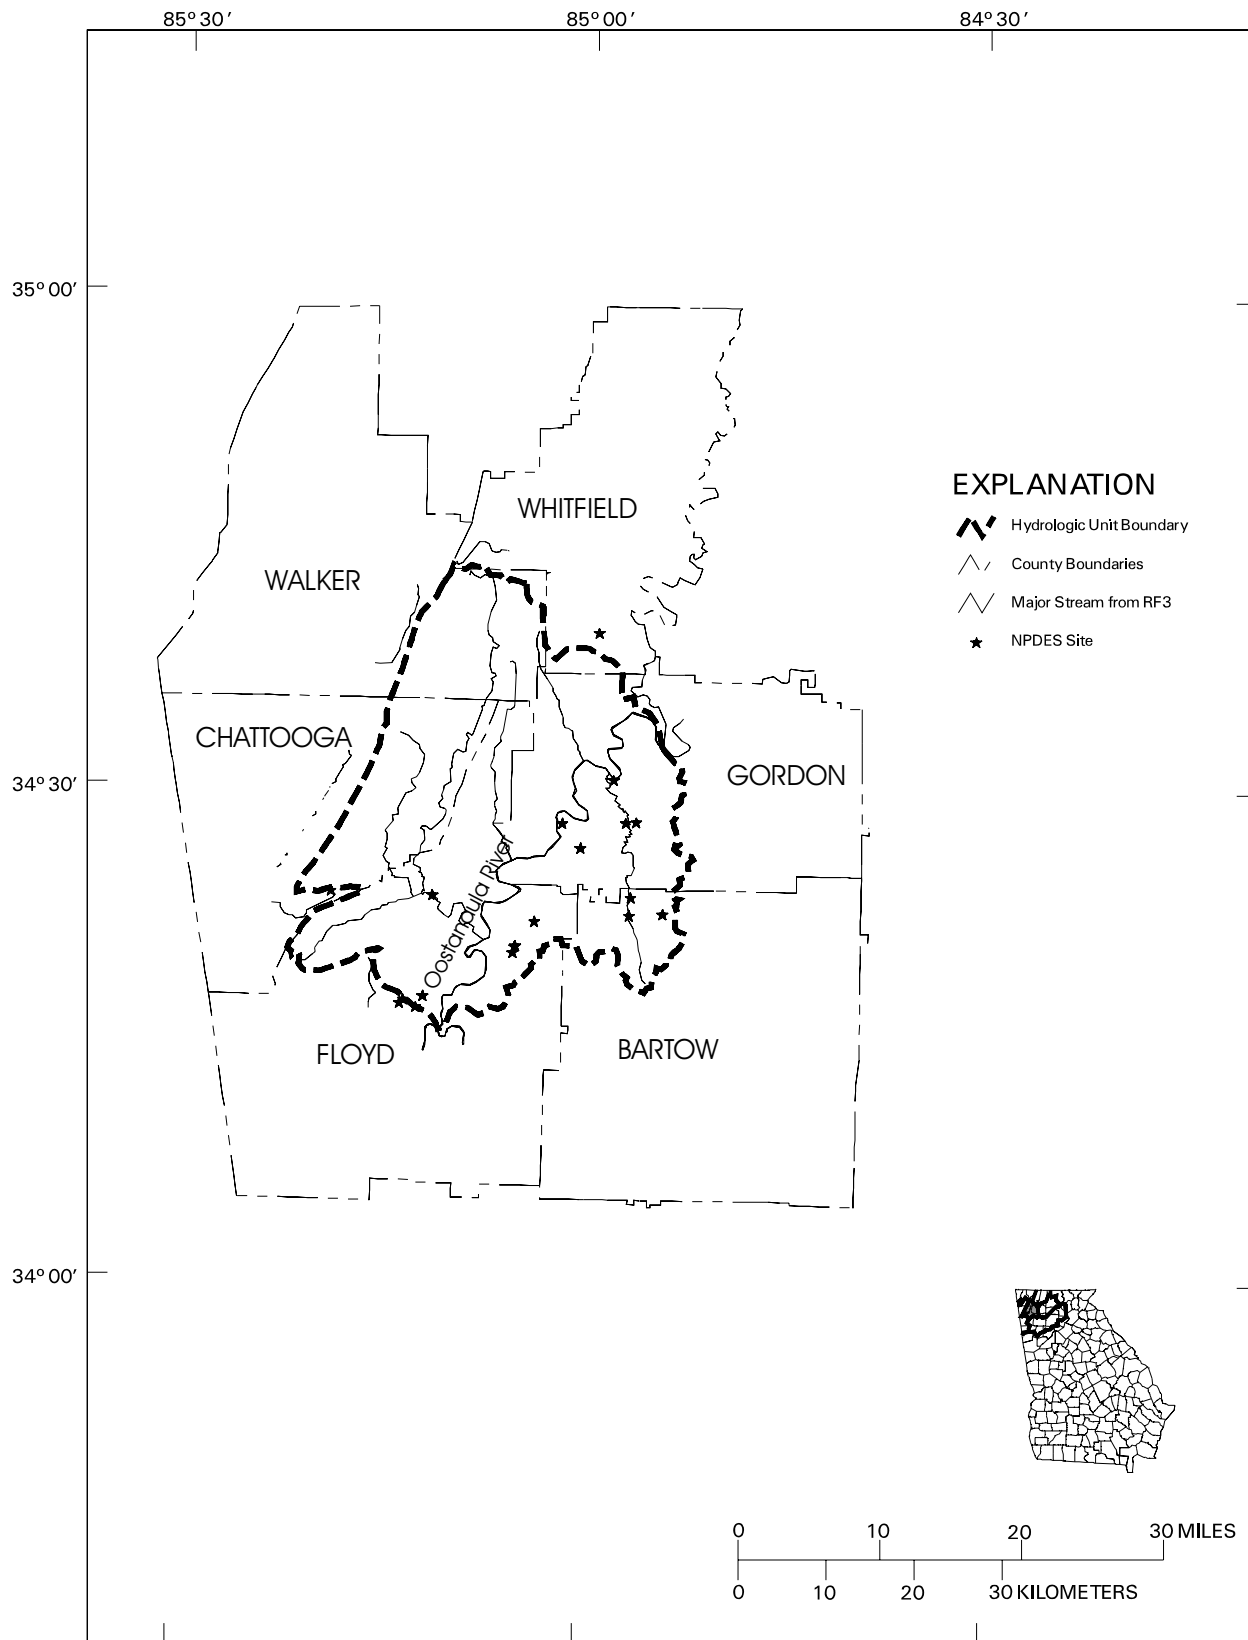 85° 30' 85° 00' 84° 30'
35° 00'
EXPLANATION
WHITFIELD
Hydrologic Unit Boundary
County Boundaries
WALKER
Major Stream from RF3
NPDES Site
CHATTOOGA
GORDON
34° 30'
Oostanaula River
FLOYD
BARTOW
34° 00'
0 10 20 30 MILES
0 10 20 30 KILOMETERS